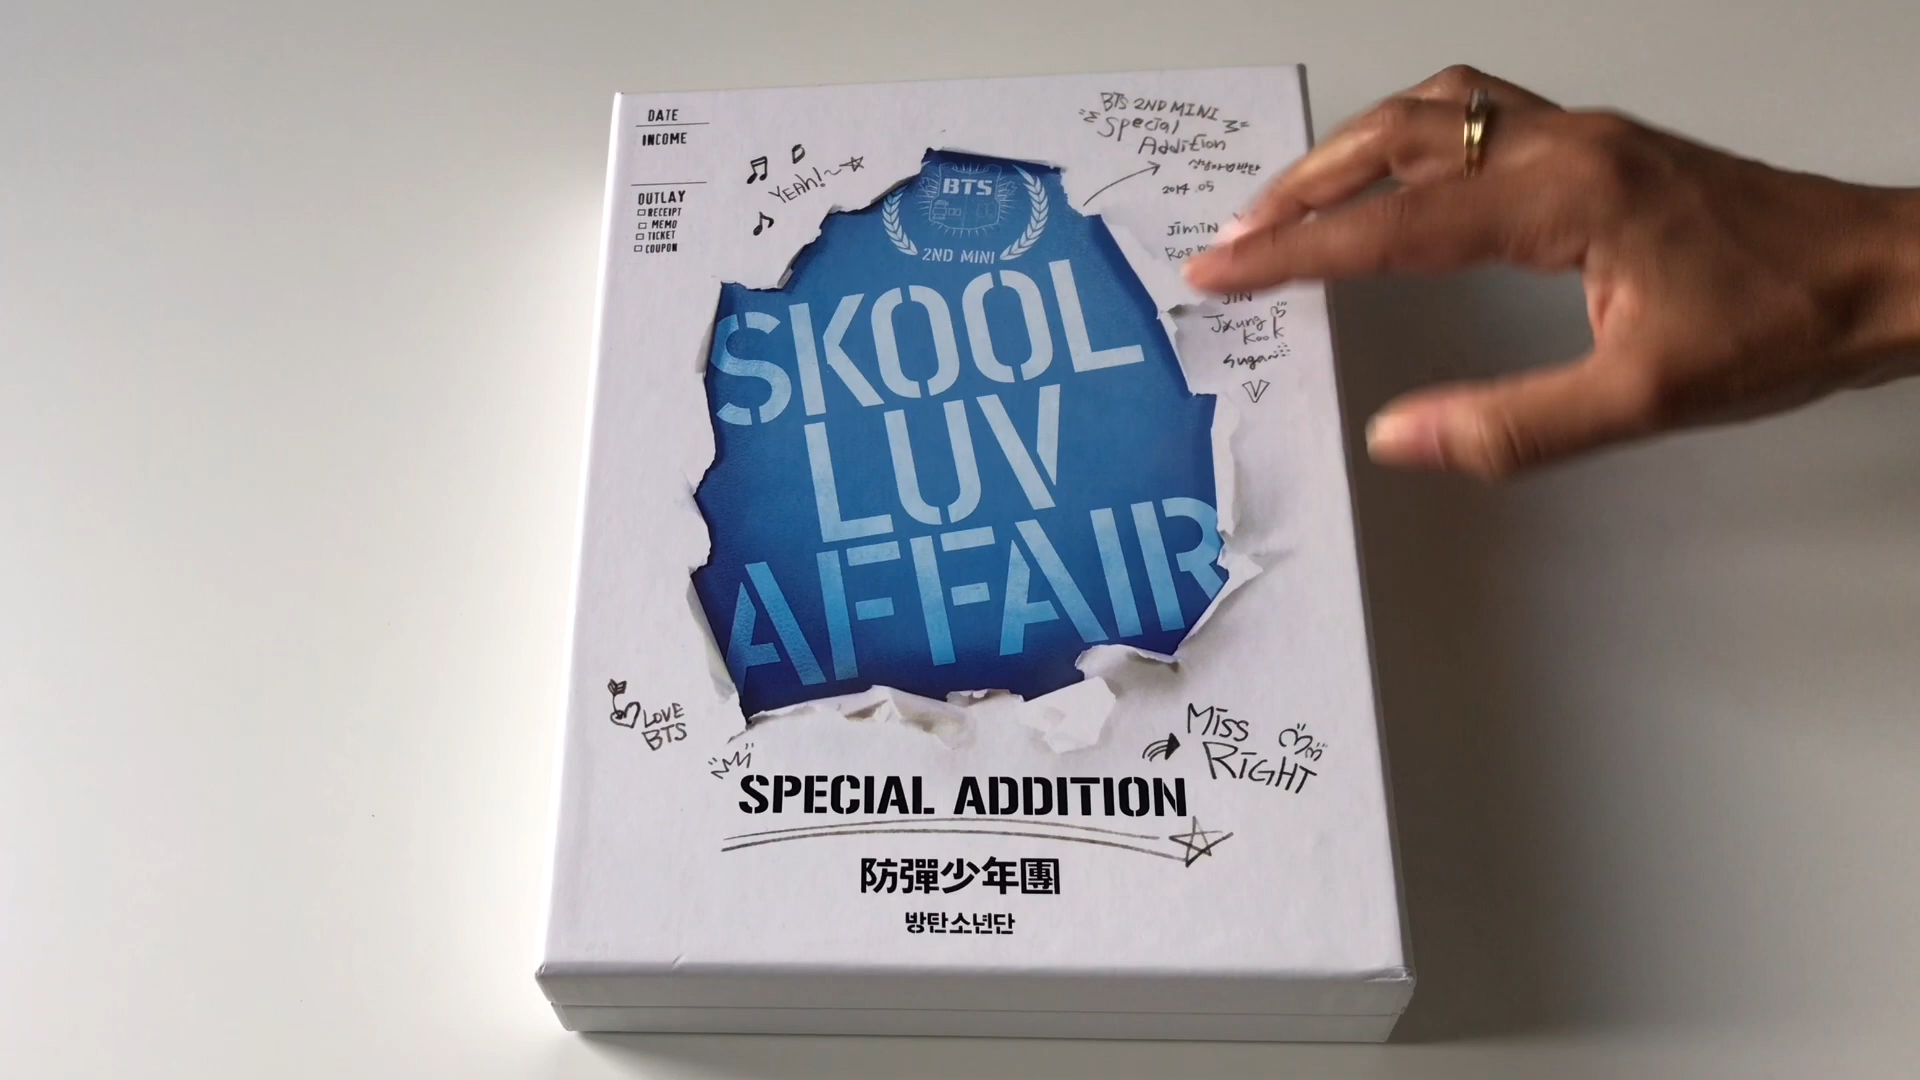 DATE
INCOME
OUTLAY
RECEIPT
MEMO
TICKET
COUPON
YEAH!~
BTS 2ND MINI
Special
Addition
2014.05
JIMIN
JIN
Jxung
Kook
Suga
BTS
2ND MINI
SKOOL
LUV
AFFAIR
LOVE
BTS
MISS
RIGHT
SPECIAL ADDITION
防彈少年團
방탄소년단